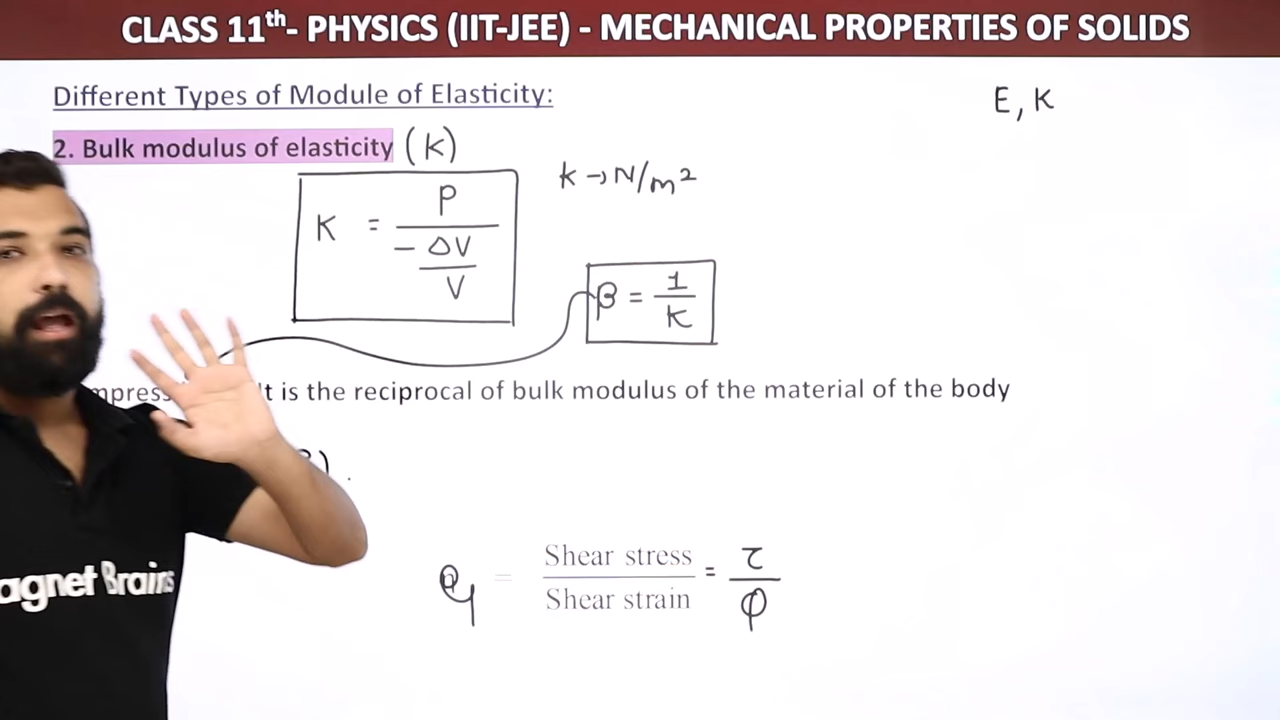 CLASS 11th- PHYSICS (IIT-JEE) - MECHANICAL PROPERTIES OF SOLIDS
Different Types of Module of Elasticity:
E, K
2. Bulk modulus of elasticity (K)
K → N/m²
K = P / (- ΔV / V)
β = 1 / K
t is the reciprocal of bulk modulus of the material of the body
= Shear stress / Shear strain = τ / φ
agnet Brains